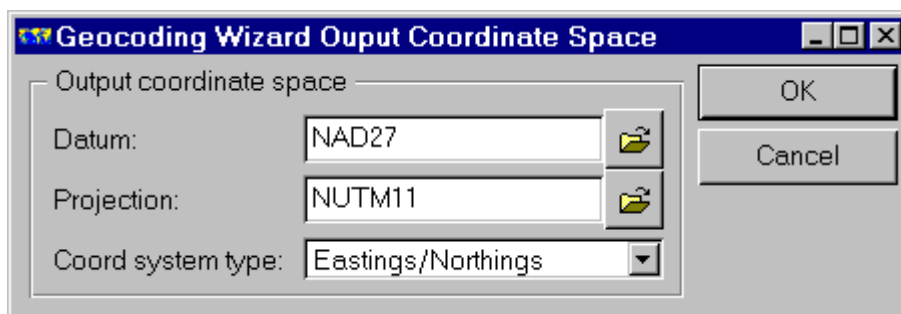 Geocoding Wizard Ouput Coordinate Space
Output coordinate space
OK
Datum: NAD27
Cancel
Projection: NUTM11
Coord system type: Eastings/Northings